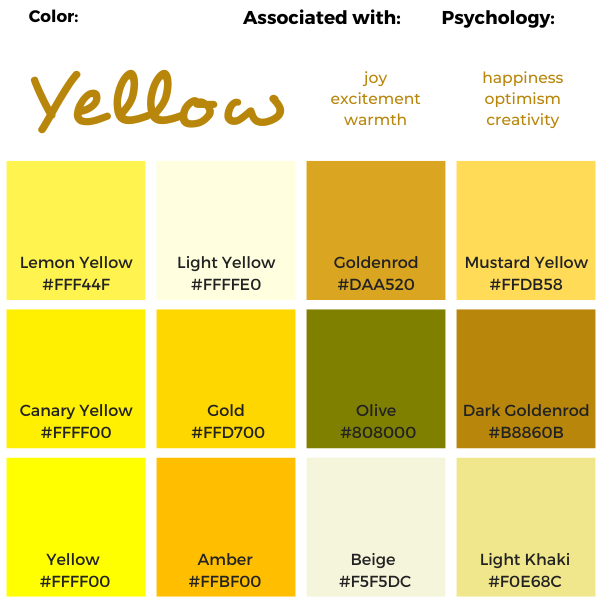 Color:
Associated with:
Psychology:
Yellow
joy
excitement
warmth
happiness
optimism
creativity
Lemon Yellow
#FFF44F
Light Yellow
#FFFFE0
Goldenrod
#DAA520
Mustard Yellow
#FFDB58
Canary Yellow
#FFFF00
Gold
#FFD700
Olive
#808000
Dark Goldenrod
#B8860B
Yellow
#FFFF00
Amber
#FFBF00
Beige
#F5F5DC
Light Khaki
#F0E68C